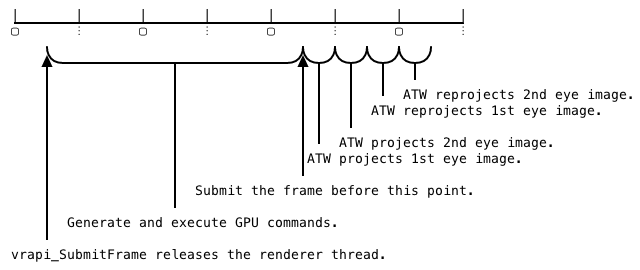 ATW reprojects 2nd eye image.
ATW reprojects 1st eye image.
ATW projects 2nd eye image.
ATW projects 1st eye image.
Submit the frame before this point.
Generate and execute GPU commands.
vrapi_SubmitFrame releases the renderer thread.